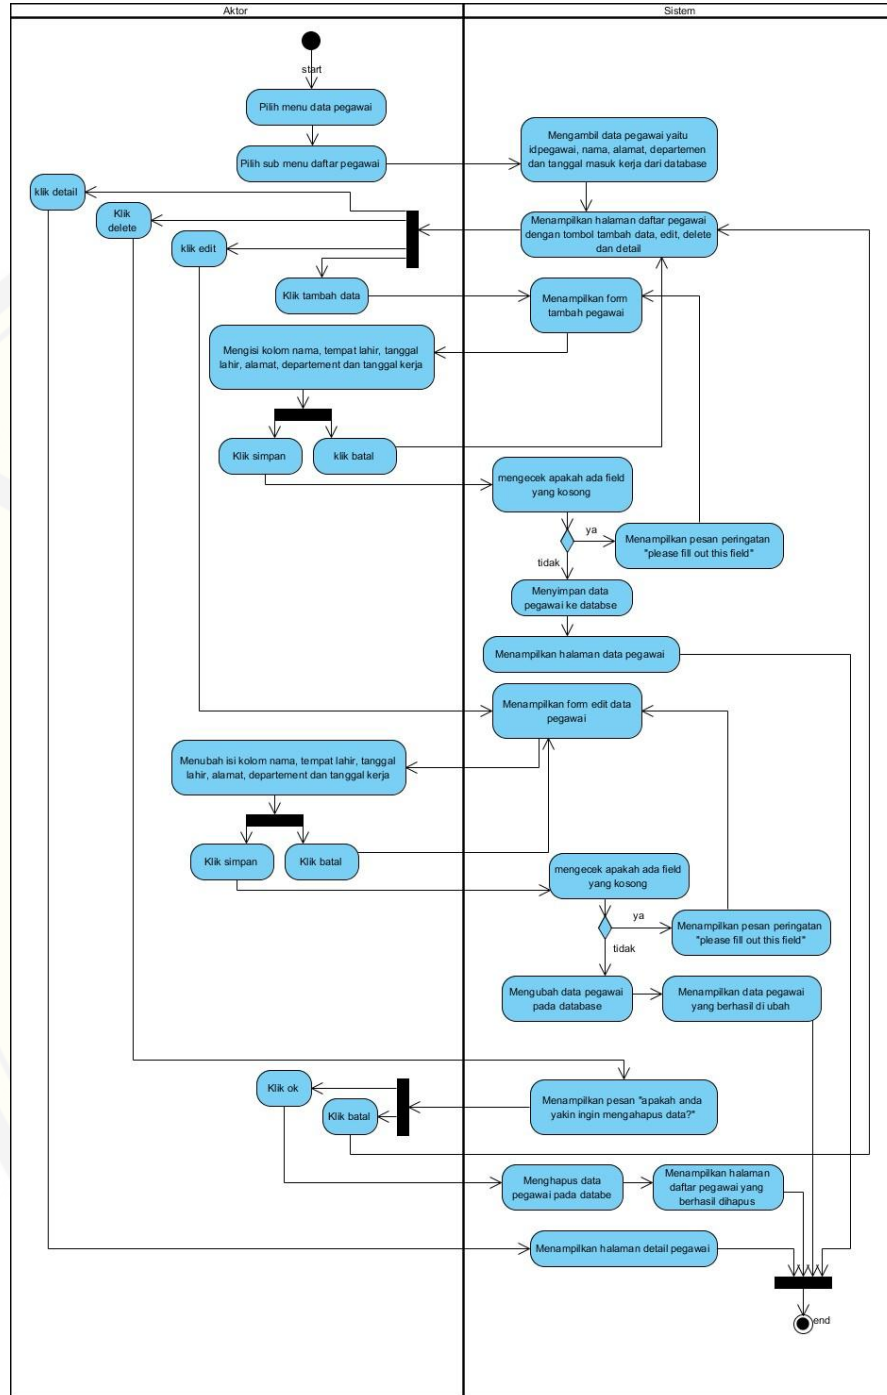 Aktor
Sistem
start
Pilih menu data pegawai
Pilih sub menu daftar pegawai
Mengambil data pegawai yaitu
idpegawai, nama, alamat, departemen
dan tanggal masuk kerja dari database
klik detail
Klik
delete
klik edit
Klik tambah data
Menampilkan halaman daftar pegawai
dengan tombol tambah data, edit, delete
dan detail
Menampilkan form
tambah pegawai
Mengisi kolom nama, tempat lahir, tanggal
lahir, alamat, departement dan tanggal kerja
Klik simpan
klik batal
mengecek apakah ada field
yang kosong
ya
Menampilkan pesan peringatan
"please fill out this field"
tidak
Menyimpan data
pegawai ke databse
Menampilkan halaman data pegawai
Menampilkan form edit data
pegawai
Menubah isi kolom nama, tempat lahir, tanggal
lahir, alamat, departement dan tanggal kerja
Klik simpan
Klik batal
mengecek apakah ada field
yang kosong
ya
Menampilkan pesan peringatan
"please fill out this field"
tidak
Mengubah data pegawai
pada database
Menampilkan data pegawai
yang berhasil di ubah
Klik ok
Klik batal
Menampilkan pesan "apakah anda
yakin ingin mengahapus data?"
Menghapus data
pegawai pada databe
Menampilkan halaman
daftar pegawai yang
berhasil dihapus
Menampilkan halaman detail pegawai
end